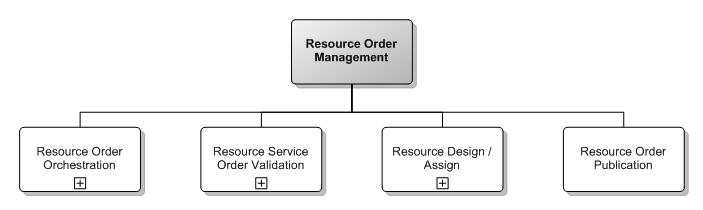 Resource Order
Management
Resource Order
Orchestration
Resource Service
Order Validation
Resource Design /
Assign
Resource Order
Publication